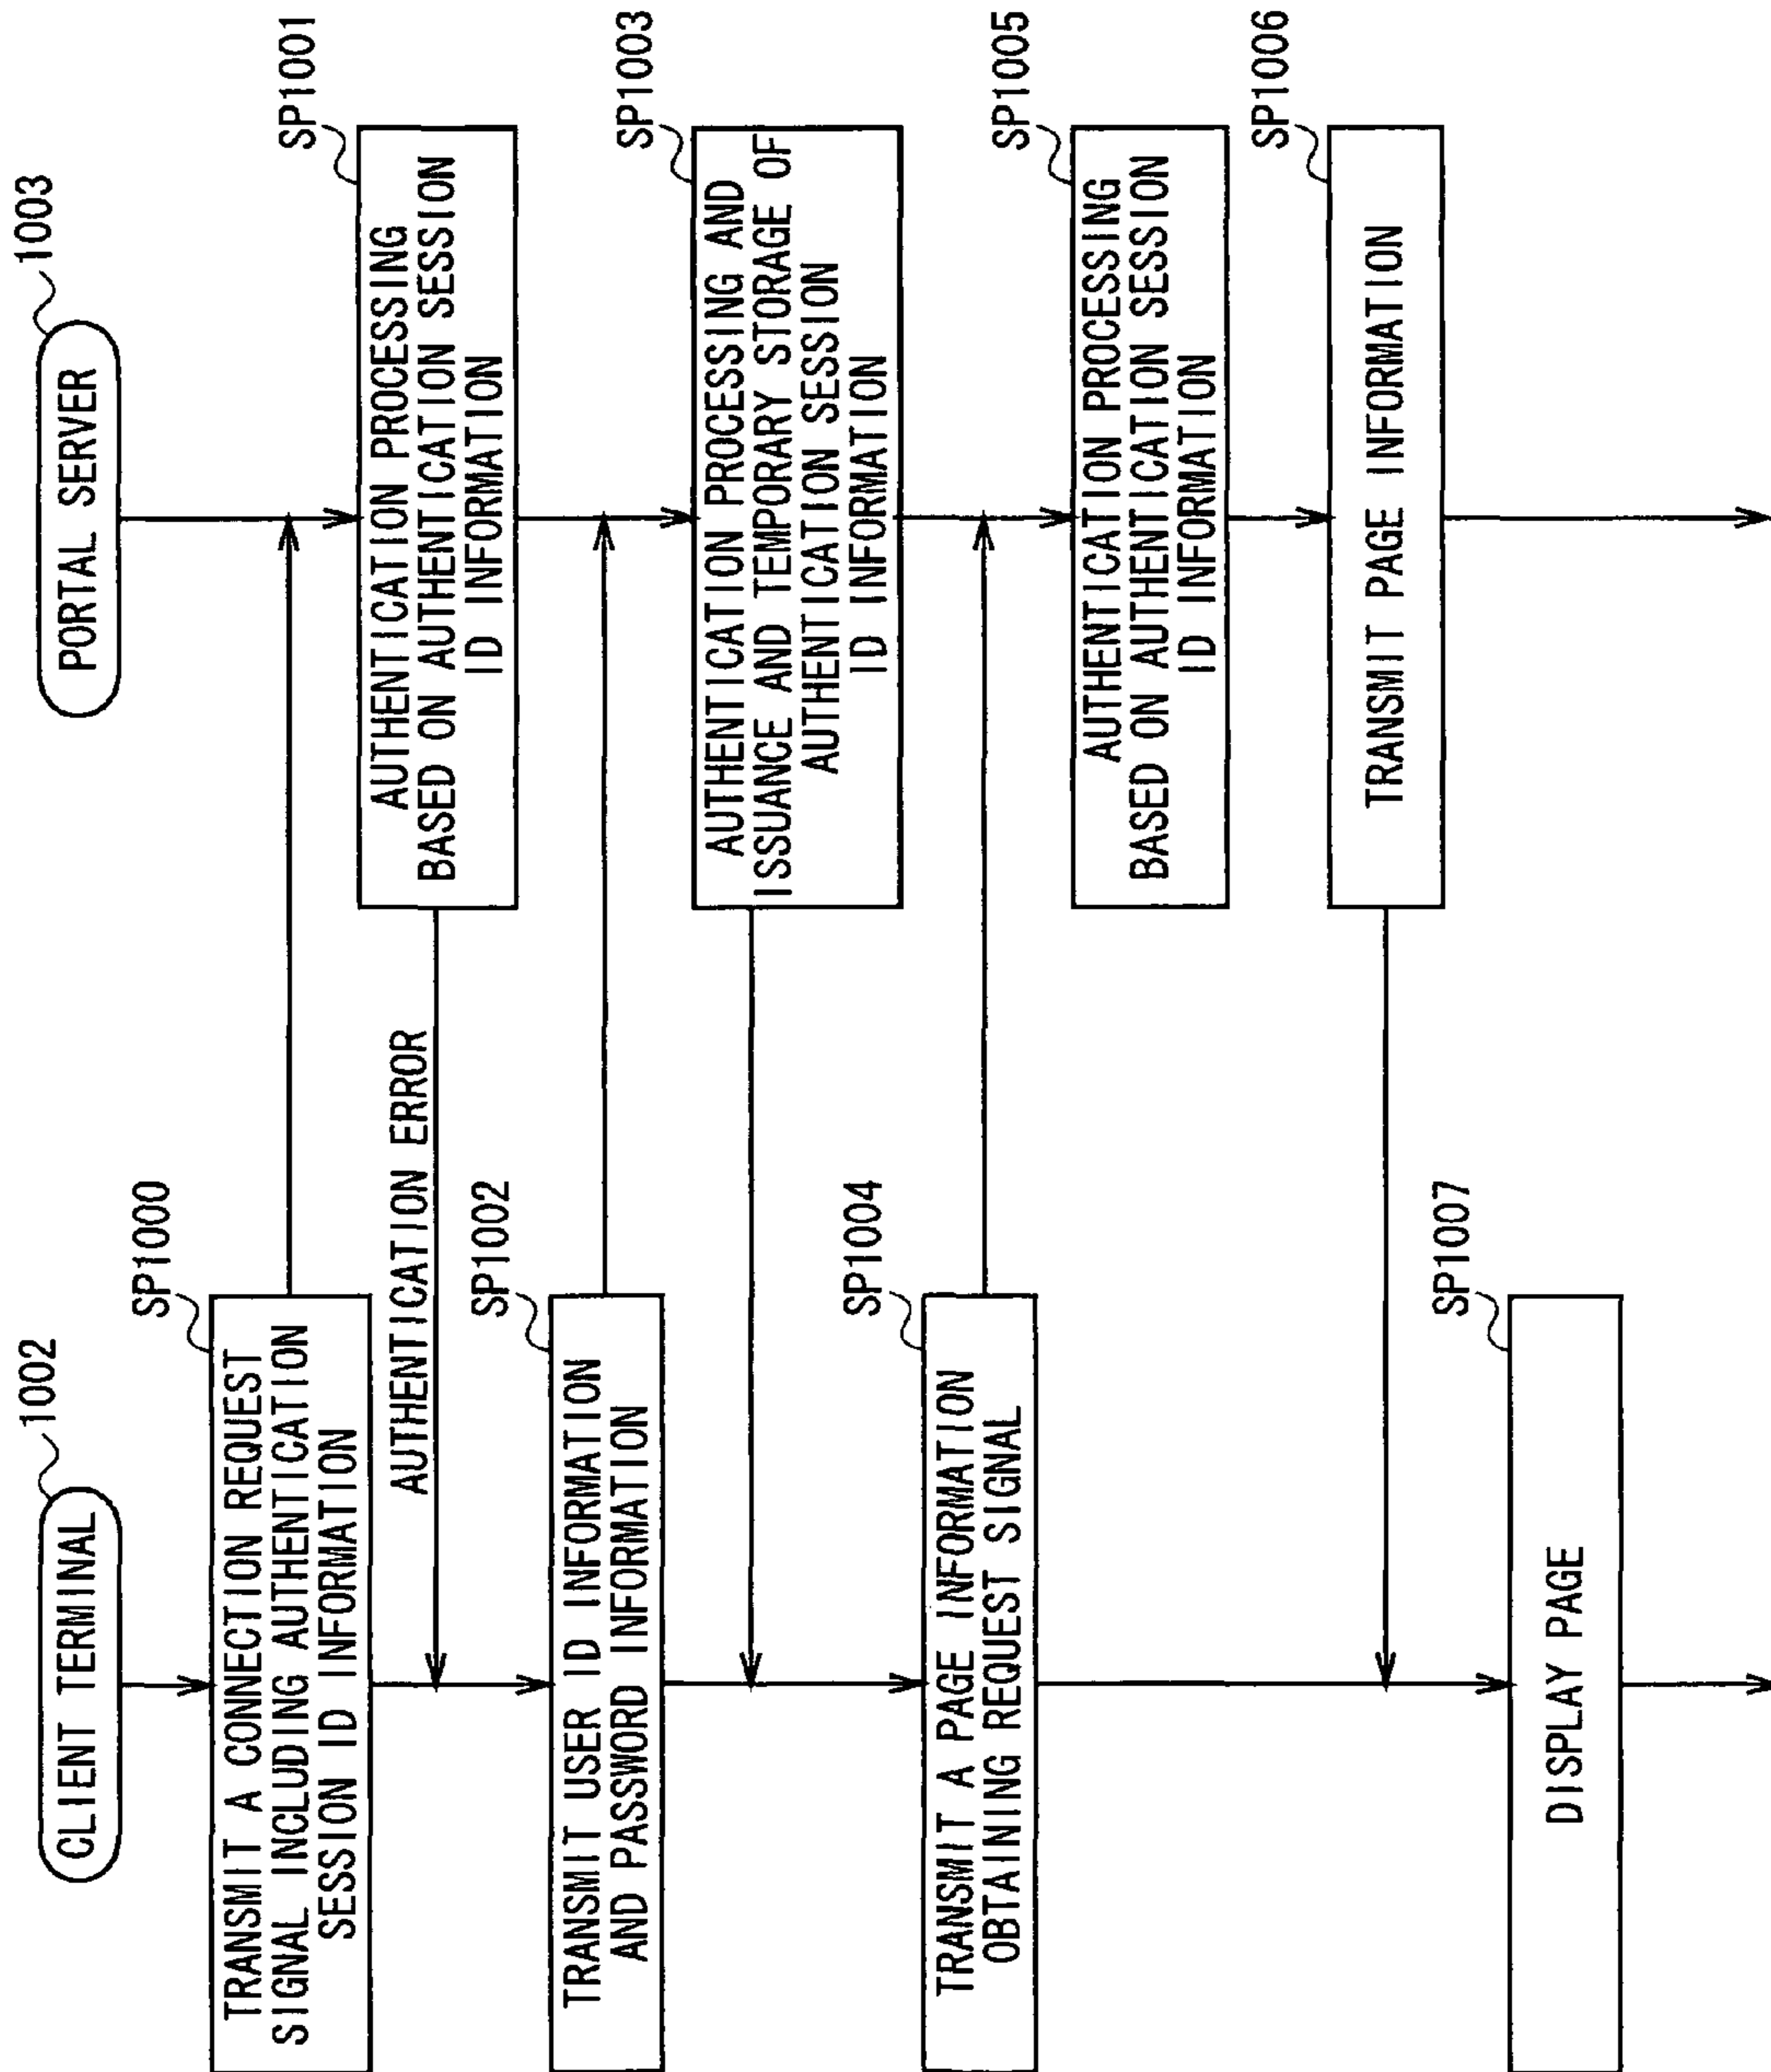 CLIENT TERMINAL
1002
PORTAL SERVER
1003
SP1000
TRANSMIT A CONNECTION REQUEST
SIGNAL INCLUDING AUTHENTICATION
SESSION ID INFORMATION
SP1001
AUTHENTICATION PROCESSING
BASED ON AUTHENTICATION SESSION
ID INFORMATION
AUTHENTICATION ERROR
SP1002
TRANSMIT USER ID INFORMATION
AND PASSWORD INFORMATION
SP1003
AUTHENTICATION PROCESSING AND
ISSUANCE AND TEMPORARY STORAGE OF
AUTHENTICATION SESSION
ID INFORMATION
SP1004
TRANSMIT A PAGE INFORMATION
OBTAINING REQUEST SIGNAL
SP1005
AUTHENTICATION PROCESSING
BASED ON AUTHENTICATION SESSION
ID INFORMATION
SP1006
TRANSMIT PAGE INFORMATION
SP1007
DISPLAY PAGE